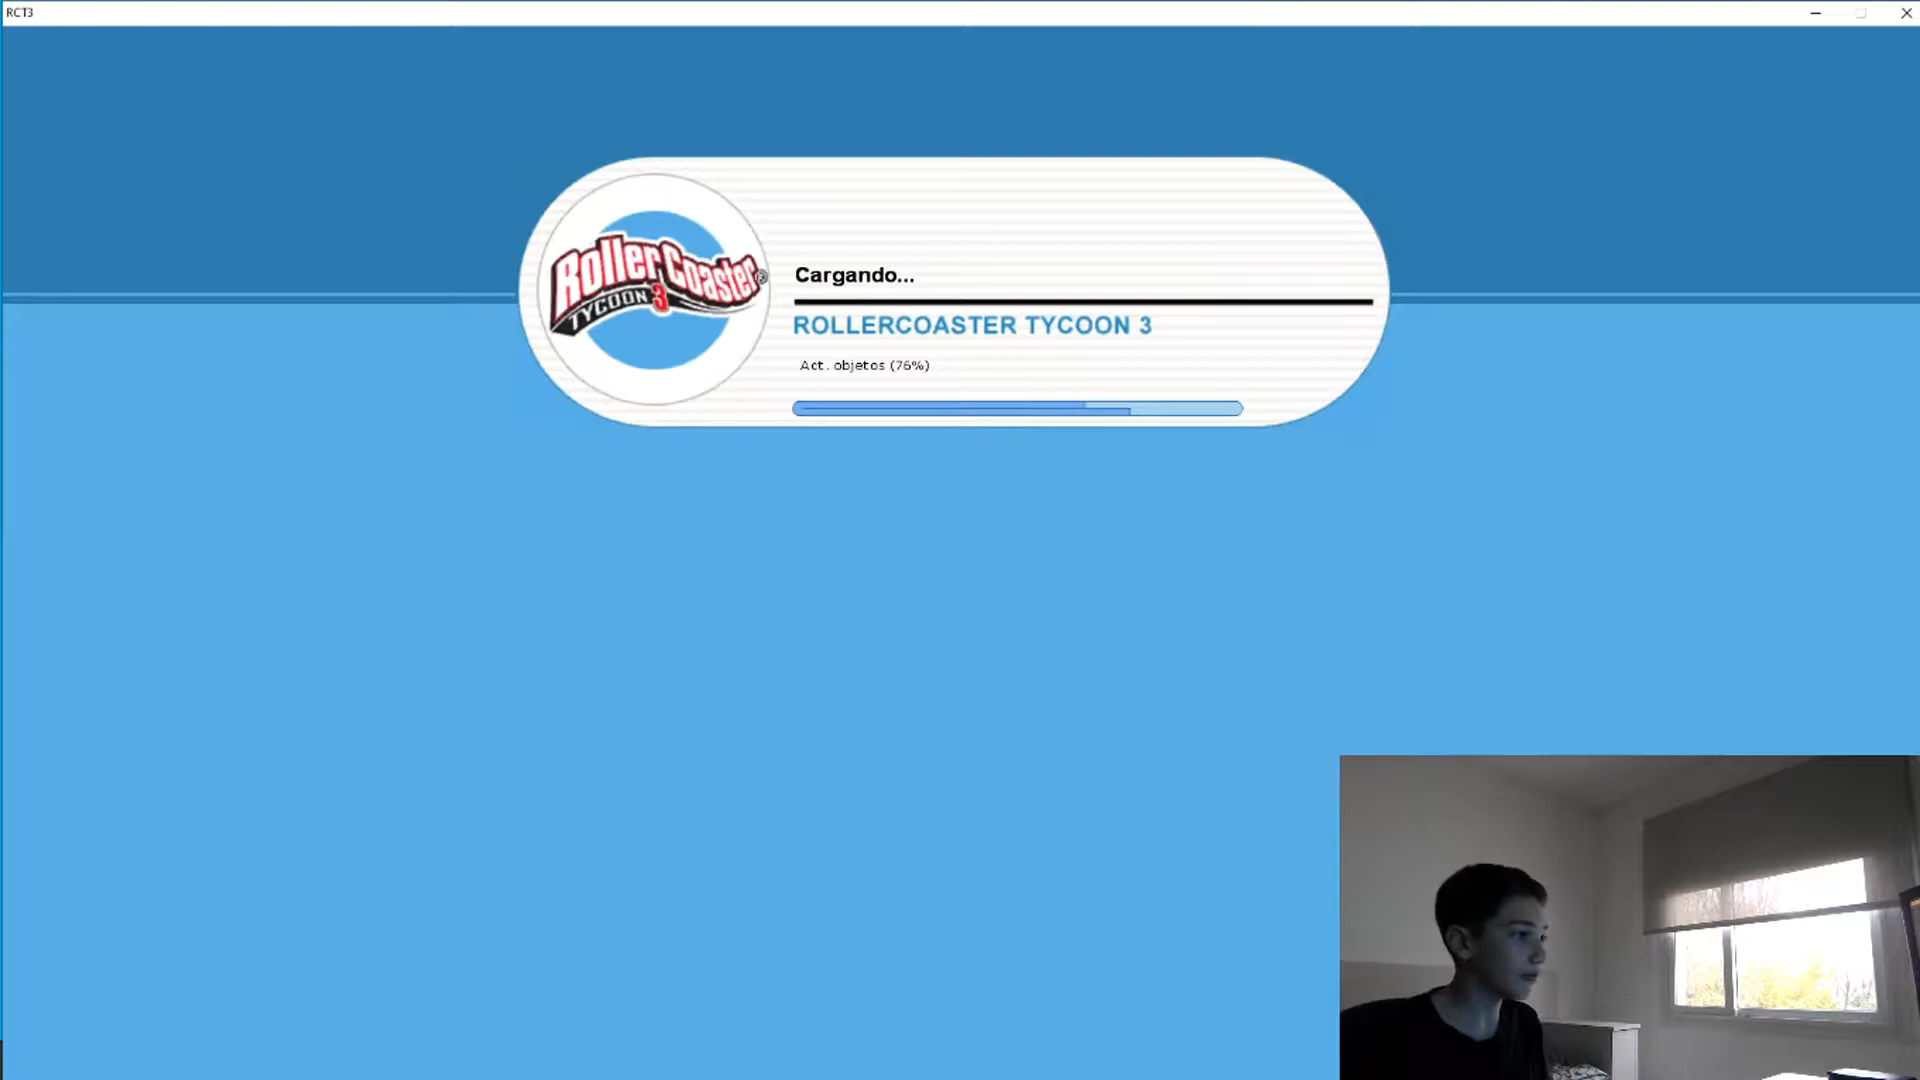 RCT3
RollerCoaster®
TYCOON 3
Cargando...
ROLLERCOASTER TYCOON 3
Act. objetos (76%)